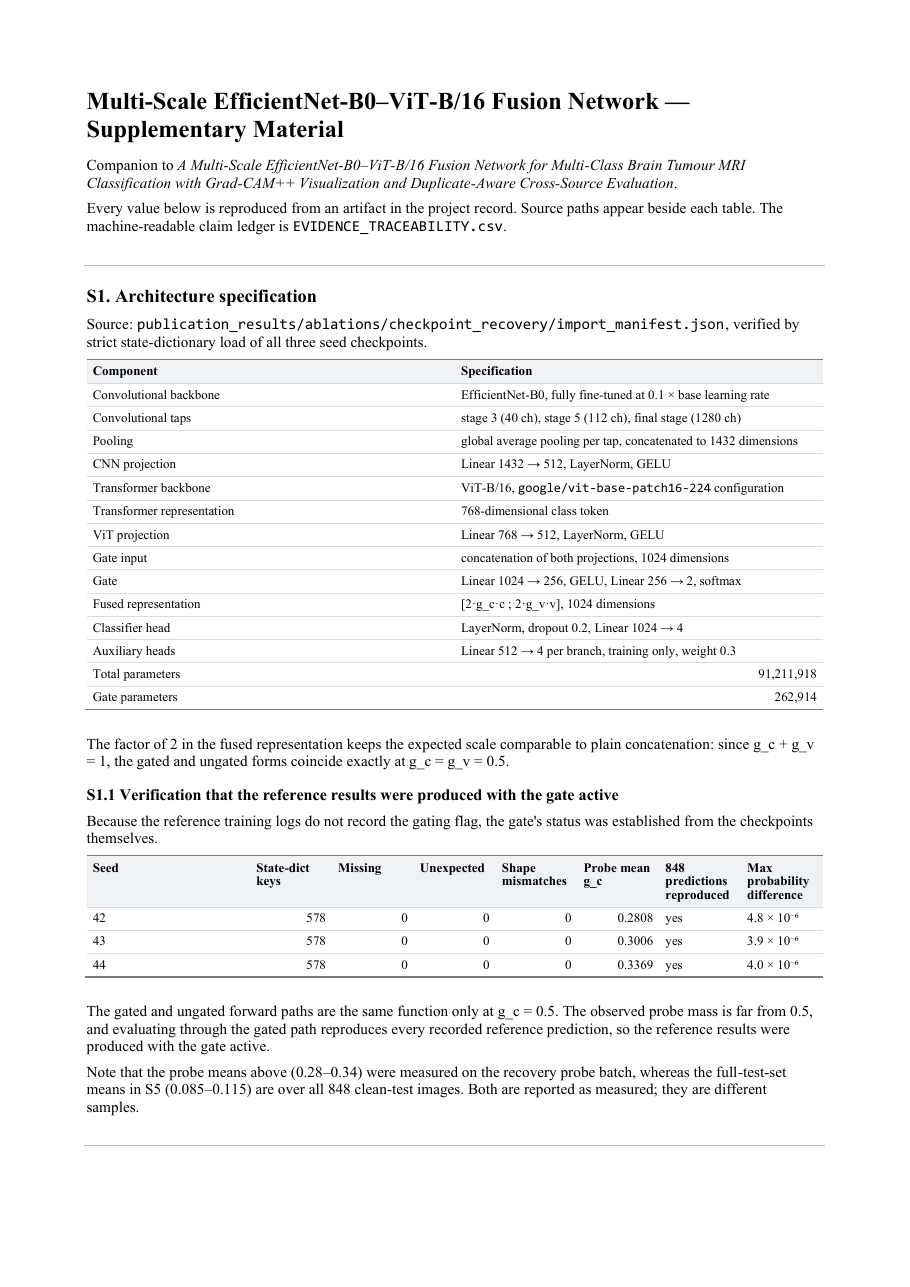 Multi-Scale EfficientNet-B0–ViT-B/16 Fusion Network —
Supplementary Material
Companion to A Multi-Scale EfficientNet-B0–ViT-B/16 Fusion Network for Multi-Class Brain Tumour MRI
Classification with Grad-CAM++ Visualization and Duplicate-Aware Cross-Source Evaluation.
Every value below is reproduced from an artifact in the project record. Source paths appear beside each table. The
machine-readable claim ledger is EVIDENCE_TRACEABILITY.csv.
S1. Architecture specification
Source: publication_results/ablations/checkpoint_recovery/import_manifest.json, verified by
strict state-dictionary load of all three seed checkpoints.
Component Specification
Convolutional backbone EfficientNet-B0, fully fine-tuned at 0.1 × base learning rate
Convolutional taps stage 3 (40 ch), stage 5 (112 ch), final stage (1280 ch)
Pooling global average pooling per tap, concatenated to 1432 dimensions
CNN projection Linear 1432 → 512, LayerNorm, GELU
Transformer backbone ViT-B/16, google/vit-base-patch16-224 configuration
Transformer representation 768-dimensional class token
ViT projection Linear 768 → 512, LayerNorm, GELU
Gate input concatenation of both projections, 1024 dimensions
Gate Linear 1024 → 256, GELU, Linear 256 → 2, softmax
Fused representation [2·g_c·c ; 2·g_v·v], 1024 dimensions
Classifier head LayerNorm, dropout 0.2, Linear 1024 → 4
Auxiliary heads Linear 512 → 4 per branch, training only, weight 0.3
Total parameters 91,211,918
Gate parameters 262,914
The factor of 2 in the fused representation keeps the expected scale comparable to plain concatenation: since g_c + g_v
= 1, the gated and ungated forms coincide exactly at g_c = g_v = 0.5.
S1.1 Verification that the reference results were produced with the gate active
Because the reference training logs do not record the gating flag, the gate's status was established from the checkpoints
themselves.
Seed State-dict Missing Unexpected Shape Probe mean 848 Max
keys mismatches g_c predictions probability
reproduced difference
42 578 0 0 0 0.2808 yes 4.8 × 10⁻⁶
43 578 0 0 0 0.3006 yes 3.9 × 10⁻⁶
44 578 0 0 0 0.3369 yes 4.0 × 10⁻⁶
The gated and ungated forward paths are the same function only at g_c = 0.5. The observed probe mass is far from 0.5,
and evaluating through the gated path reproduces every recorded reference prediction, so the reference results were
produced with the gate active.
Note that the probe means above (0.28–0.34) were measured on the recovery probe batch, whereas the full-test-set
means in S5 (0.085–0.115) are over all 848 clean-test images. Both are reported as measured; they are different
samples.